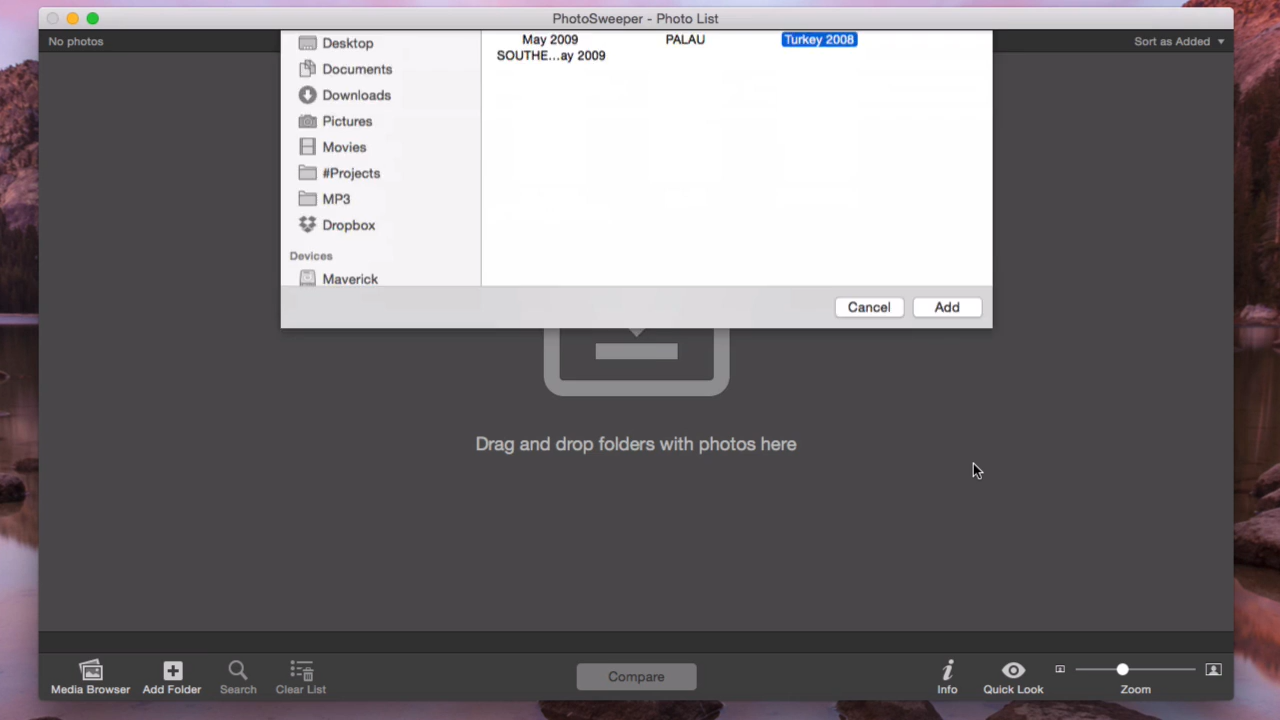 PhotoSweeper - Photo List
No photos
Sort as Added
Desktop
Documents
Downloads
Pictures
Movies
#Projects
MP3
Dropbox
Devices
Maverick
May 2009
PALAU
Turkey 2008
SOUTHE...ay 2009
Cancel
Add
Drag and drop folders with photos here
Media Browser
Add Folder
Search
Clear List
Compare
Info
Quick Look
Zoom